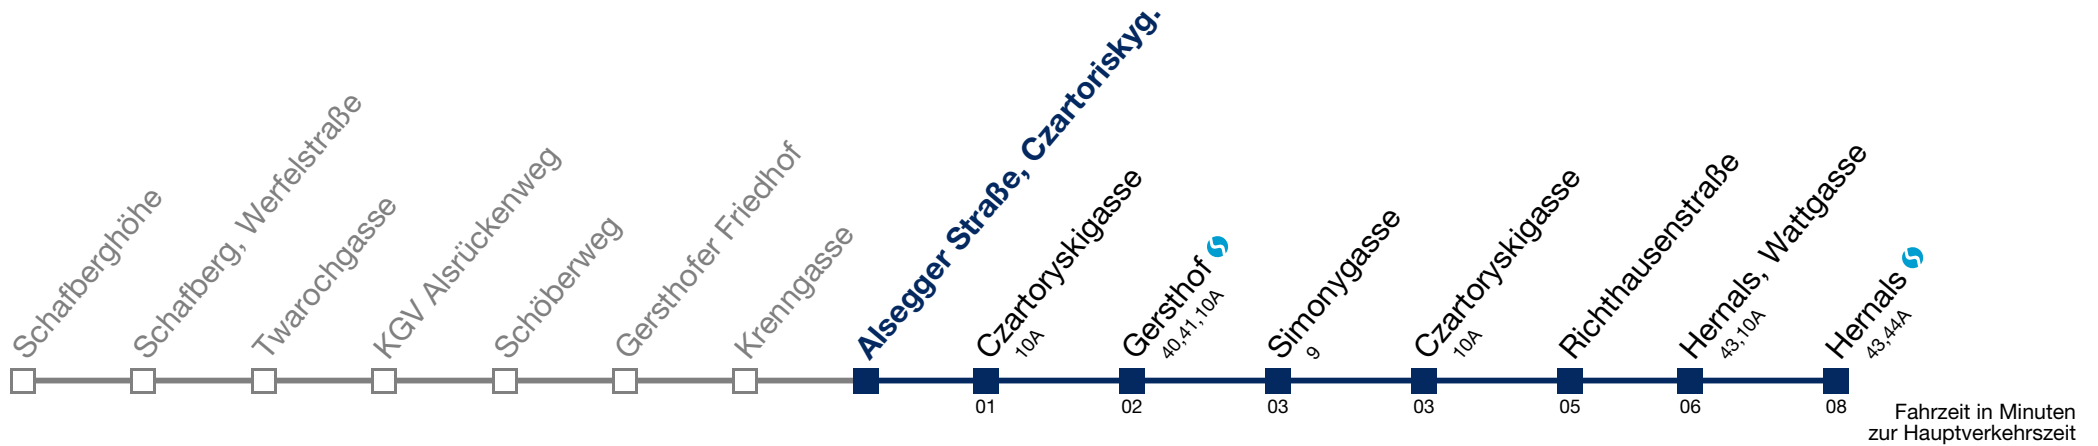 Schafberghöhe
Schafberg, Werfelstraße
Twarochgasse
KGV Alsrückenweg
Schöberweg
Gersthofer Friedhof
Krenngasse
Alsegger Straße, Czartoriskyg.
Czartoryskigasse
10A
01
Gersthof
40,41,10A
02
Simonygasse
9
03
Czartoryskigasse
10A
03
Richthausenstraße
05
Hernals, Wattgasse
43,10A
06
Hernals
43,44A
08
Fahrzeit in Minuten
zur Hauptverkehrszeit